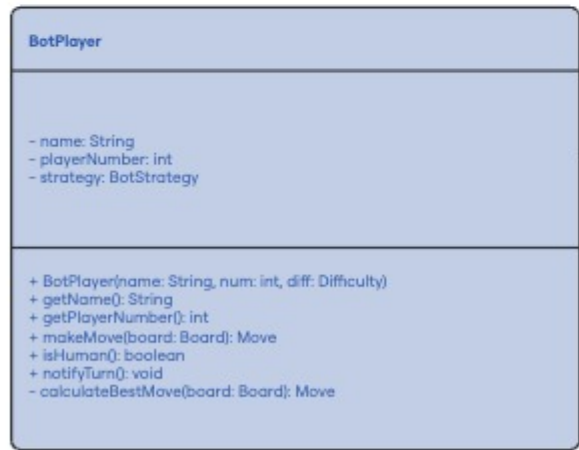 BotPlayer
- name: String
- playerNumber: int
- strategy: BotStrategy
+ BotPlayer(name: String, num: int, diff: Difficulty)
+ getName(): String
+ getPlayerNumber(): int
+ makeMove(board: Board): Move
+ isHuman(): boolean
+ notifyTurn(): void
- calculateBestMove(board: Board): Move